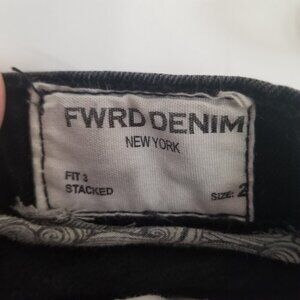 FWRD DENIM
NEW YORK
FIT 3
STACKED
SIZE: 2